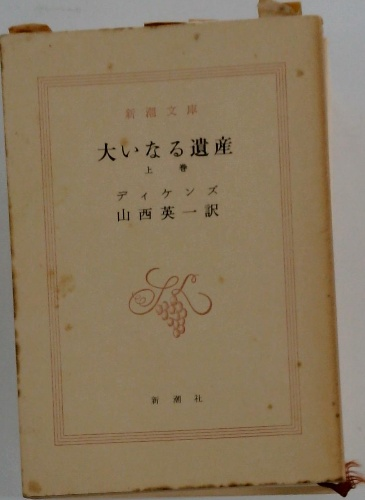 新潮文庫
大いなる遺産
上巻
ディケンズ
山西英一訳
新潮社